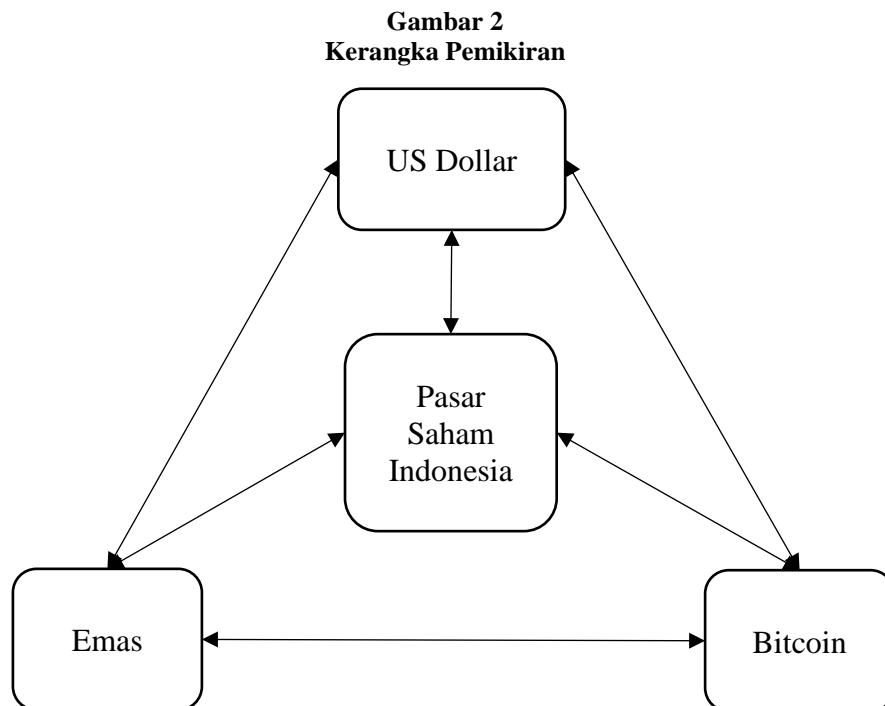 Gambar 2
Kerangka Pemikiran
US Dollar
Pasar
Saham
Indonesia
Emas
Bitcoin